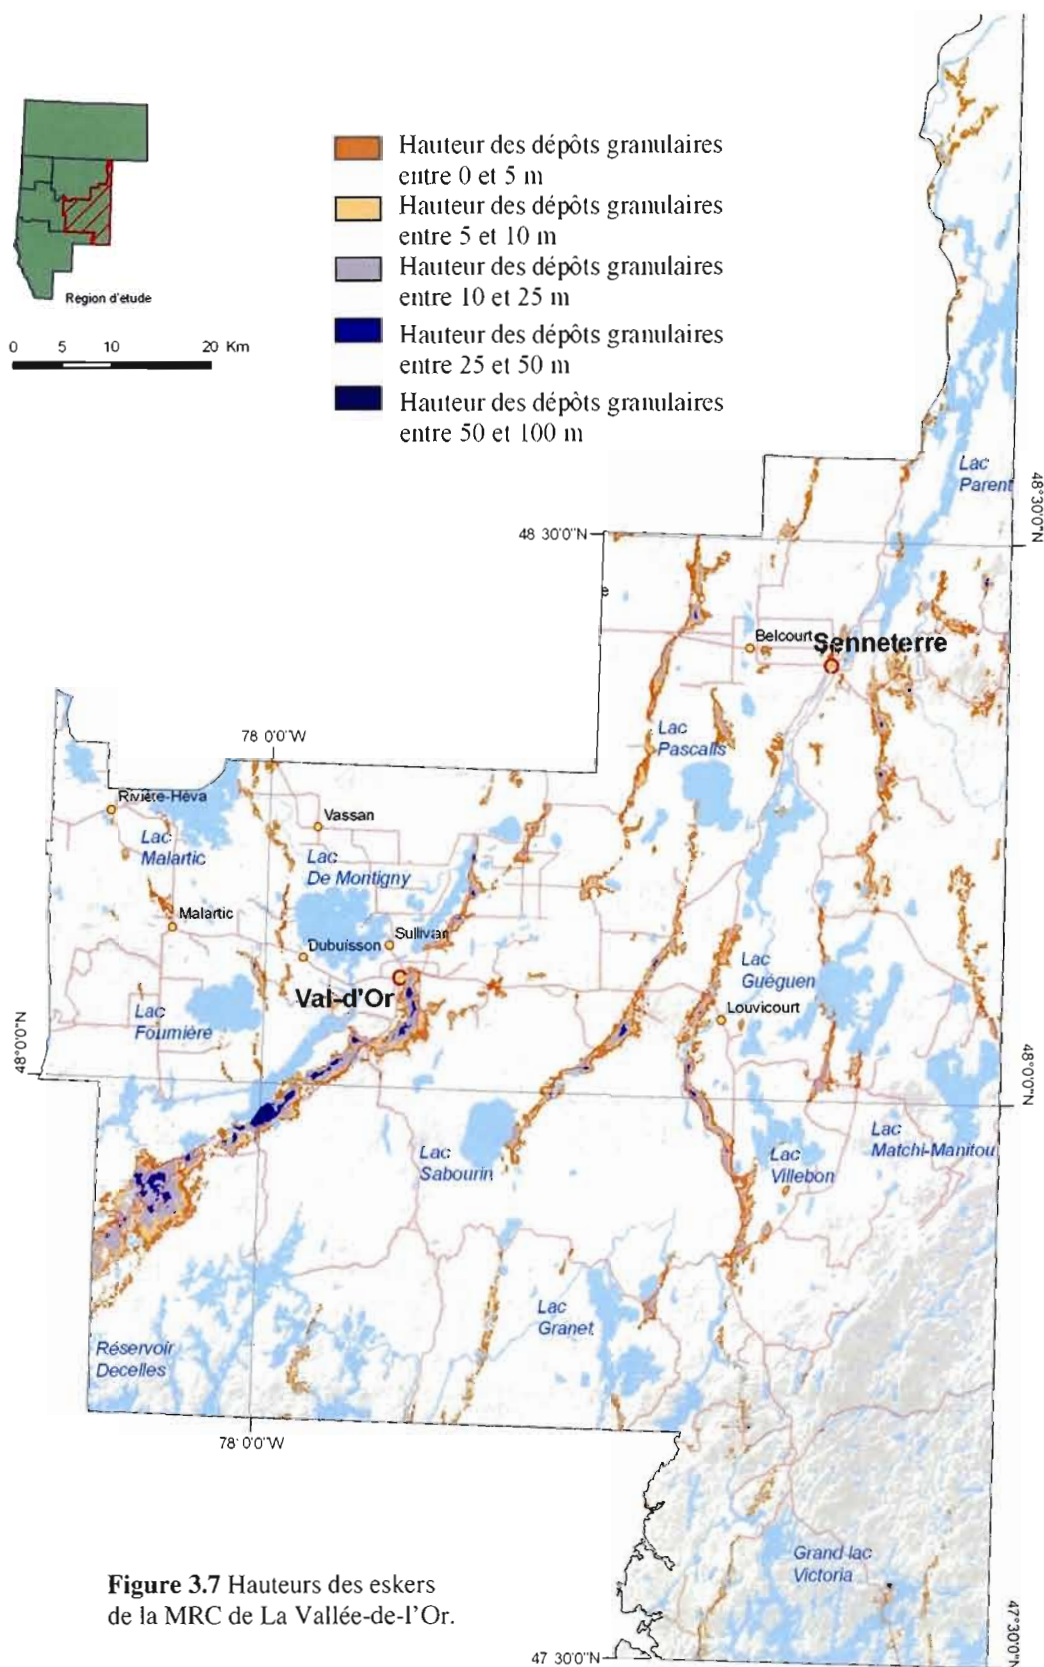 Region d'étude
0 5 10 20 Km
Hauteur des dépôts granulaires
entre 0 et 5 m
Hauteur des dépôts granulaires
entre 5 et 10 m
Hauteur des dépôts granulaires
entre 10 et 25 m
Hauteur des dépôts granulaires
entre 25 et 50 m
Hauteur des dépôts granulaires
entre 50 et 100 m
Lac
Parent
48°30'0"N
48 30'0"N
e
Belcourt
Senneterre
Lac
Pascalis
78 0'0"W
Rivière-Héva
Vassan
Lac
Malartic
Lac
De Montigny
Malartic
Dubuisson
Sullivan
Val-d'Or
Lac
Guéguen
Louvicourt
Lac
Fournière
48°0'0"N
48°0'0"N
Lac
Sabourin
Lac
Villebon
Lac
Matchi-Manitou
Lac
Granet
Réservoir
Decelles
78°0'0"W
Grand lac
Victoria
Figure 3.7 Hauteurs des eskers
de la MRC de La Vallée-de-l'Or.
47 30'0"N
47°30'0"N